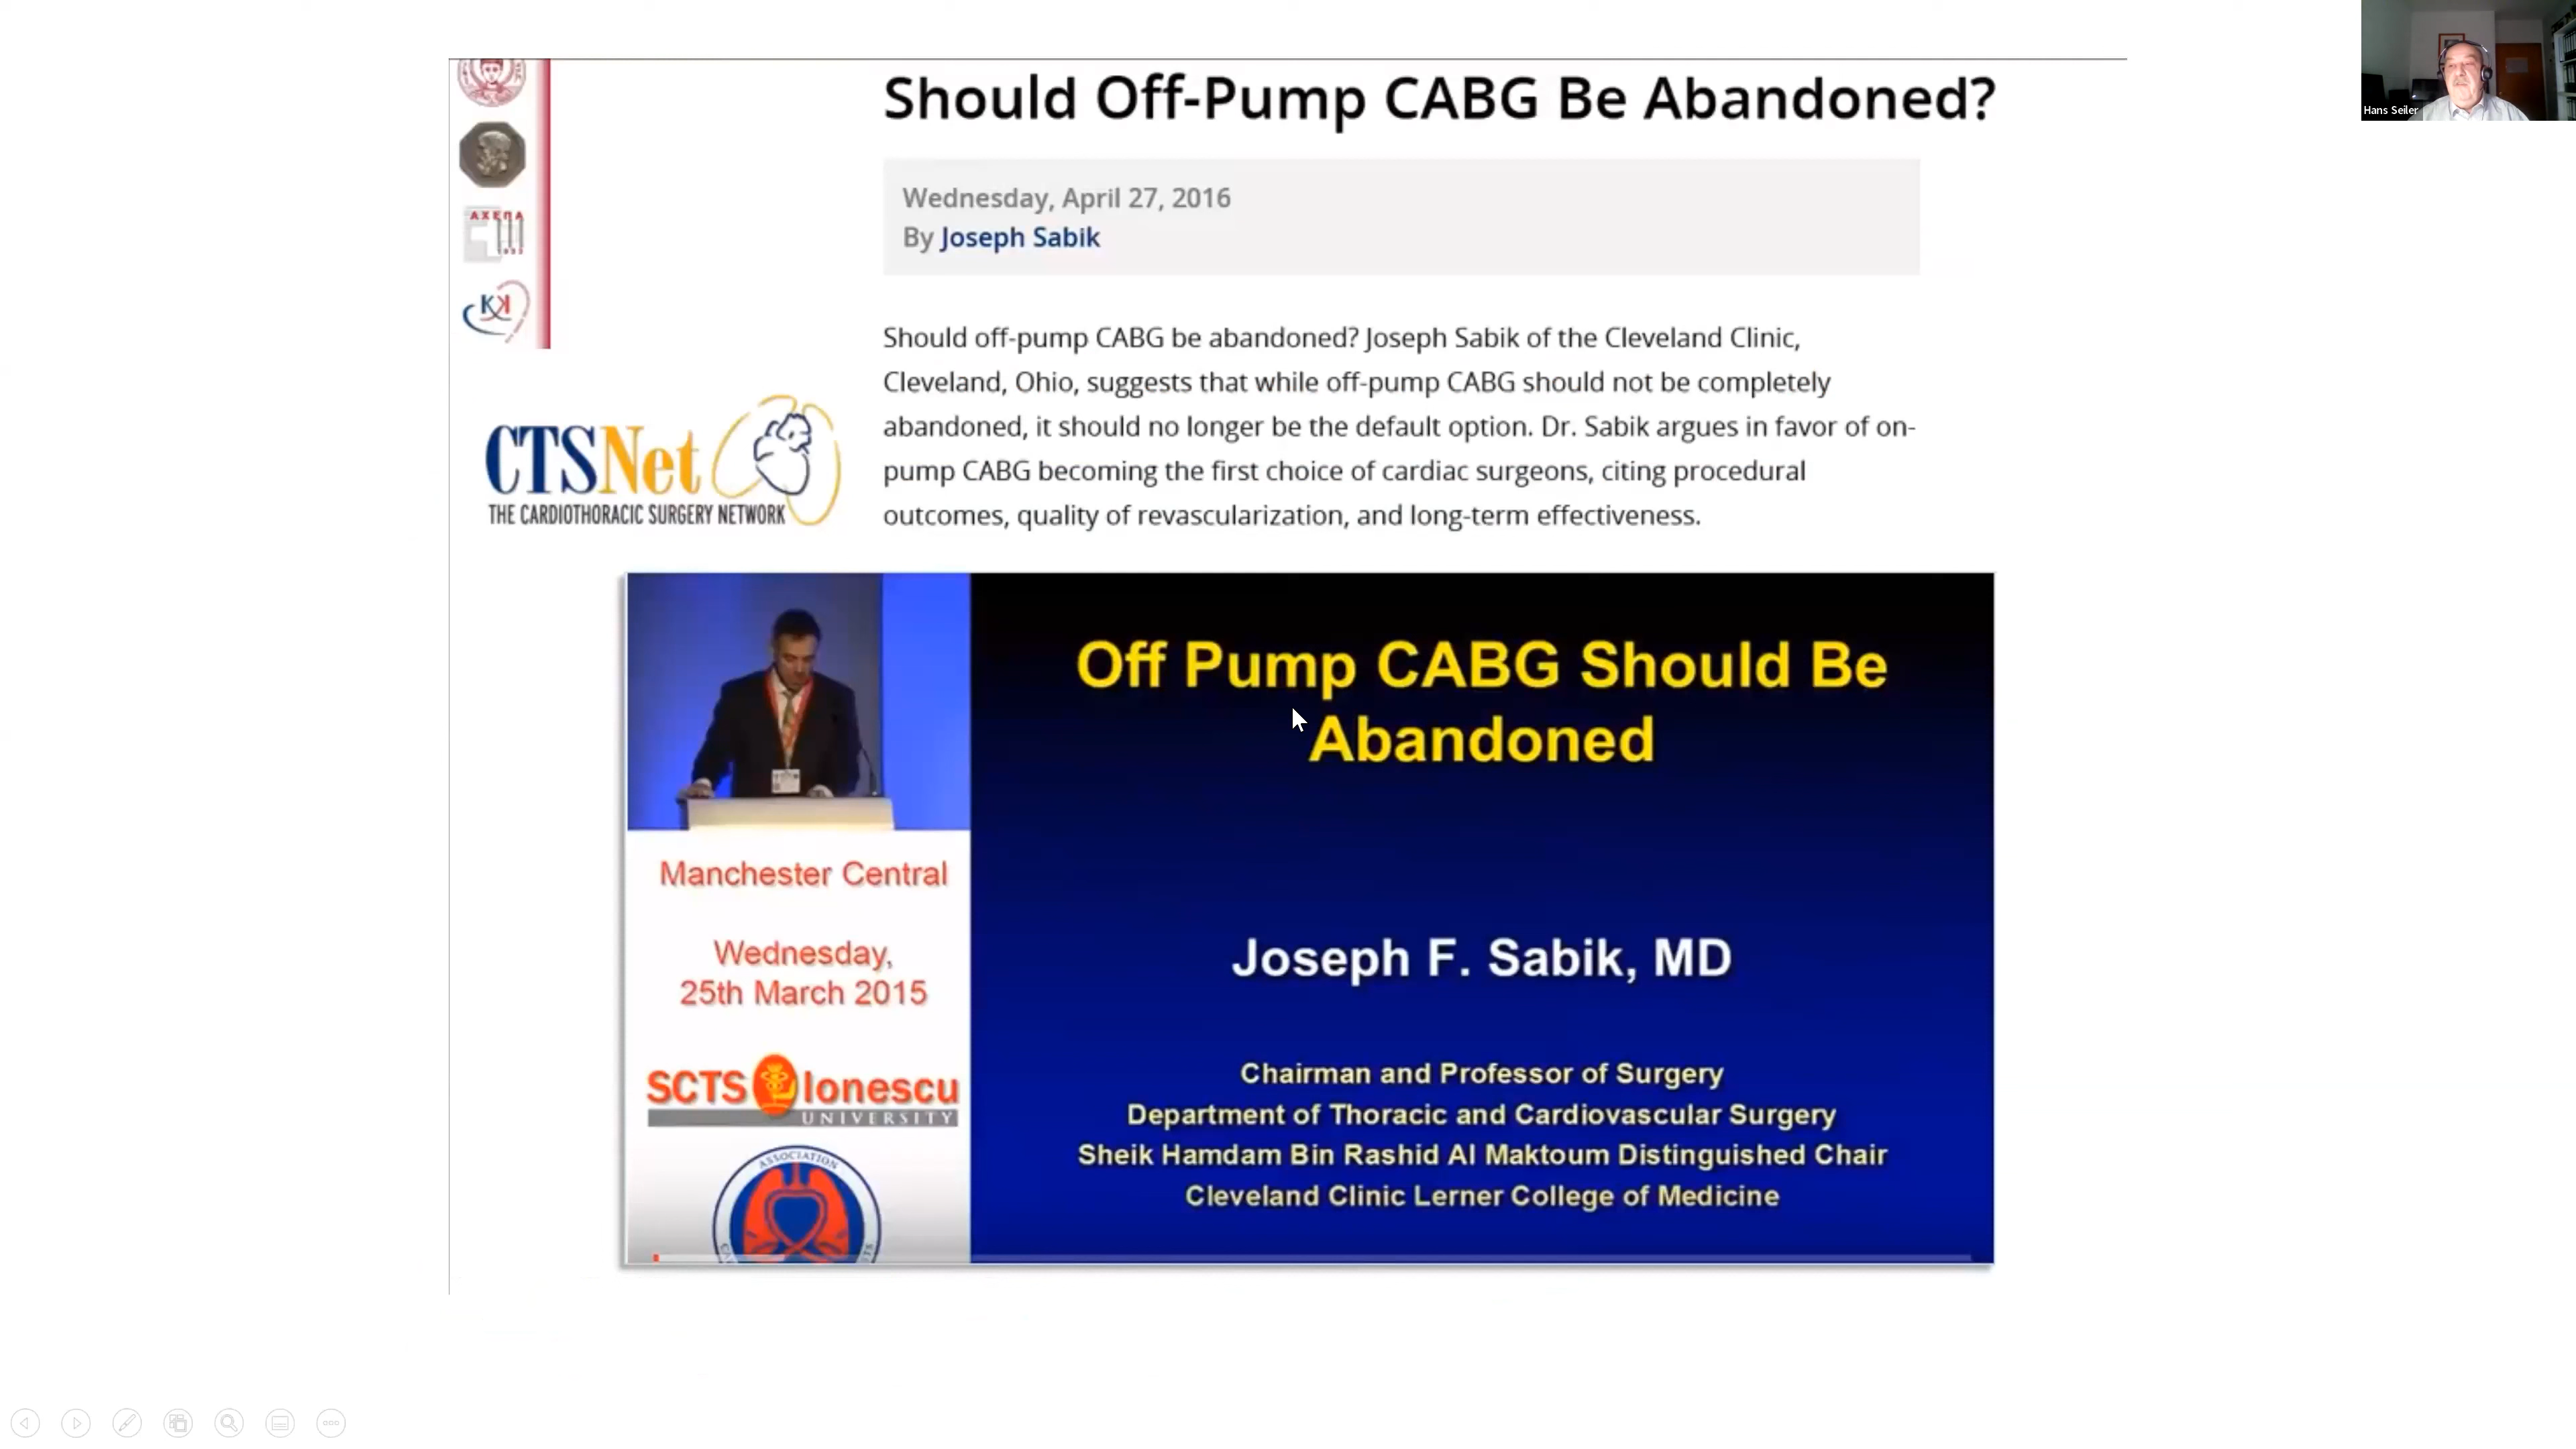 Should Off-Pump CABG Be Abandoned?
Hans Seiler
Wednesday, April 27, 2016
By Joseph Sabik
ΑΧΕΠΑ
KK
Should off-pump CABG be abandoned? Joseph Sabik of the Cleveland Clinic,
Cleveland, Ohio, suggests that while off-pump CABG should not be completely
abandoned, it should no longer be the default option. Dr. Sabik argues in favor of on-
pump CABG becoming the first choice of cardiac surgeons, citing procedural
outcomes, quality of revascularization, and long-term effectiveness.
CTSNet
THE CARDIOTHORACIC SURGERY NETWORK
Off Pump CABG Should Be
Abandoned
Manchester Central
Wednesday,
25th March 2015
Joseph F. Sabik, MD
SCTS Ionescu
UNIVERSITY
ASSOCIATION
Chairman and Professor of Surgery
Department of Thoracic and Cardiovascular Surgery
Sheik Hamdam Bin Rashid Al Maktoum Distinguished Chair
Cleveland Clinic Lerner College of Medicine